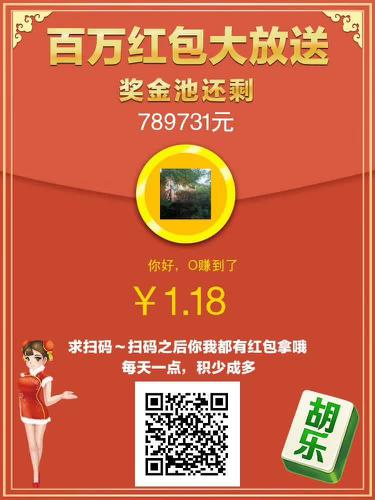 百万红包大放送
奖金池还剩
789731元
你好，O赚到了
￥1.18
求扫码～扫码之后你我都有红包拿哦
每天一点，积少成多
胡乐